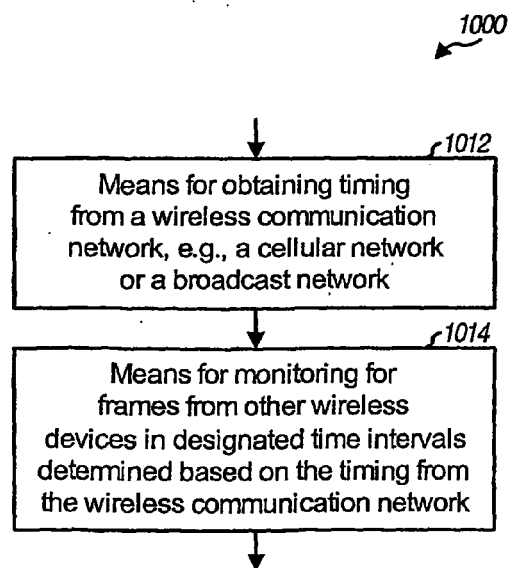 1000
1012
Means for obtaining timing
from a wireless communication
network, e.g., a cellular network
or a broadcast network
1014
Means for monitoring for
frames from other wireless
devices in designated time intervals
determined based on the timing from
the wireless communication network